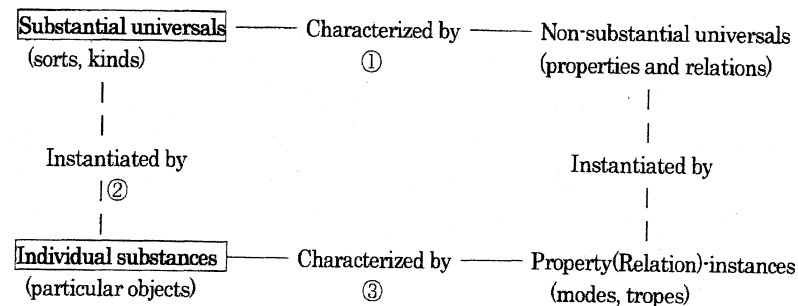 Substantial universals Characterized by Non-substantial universals
(sorts, kinds) ① (properties and relations)
Instantiated by Instantiated by
②
Individual substances Characterized by Property(Relation)-instances
(particular objects) ③ (modes, tropes)